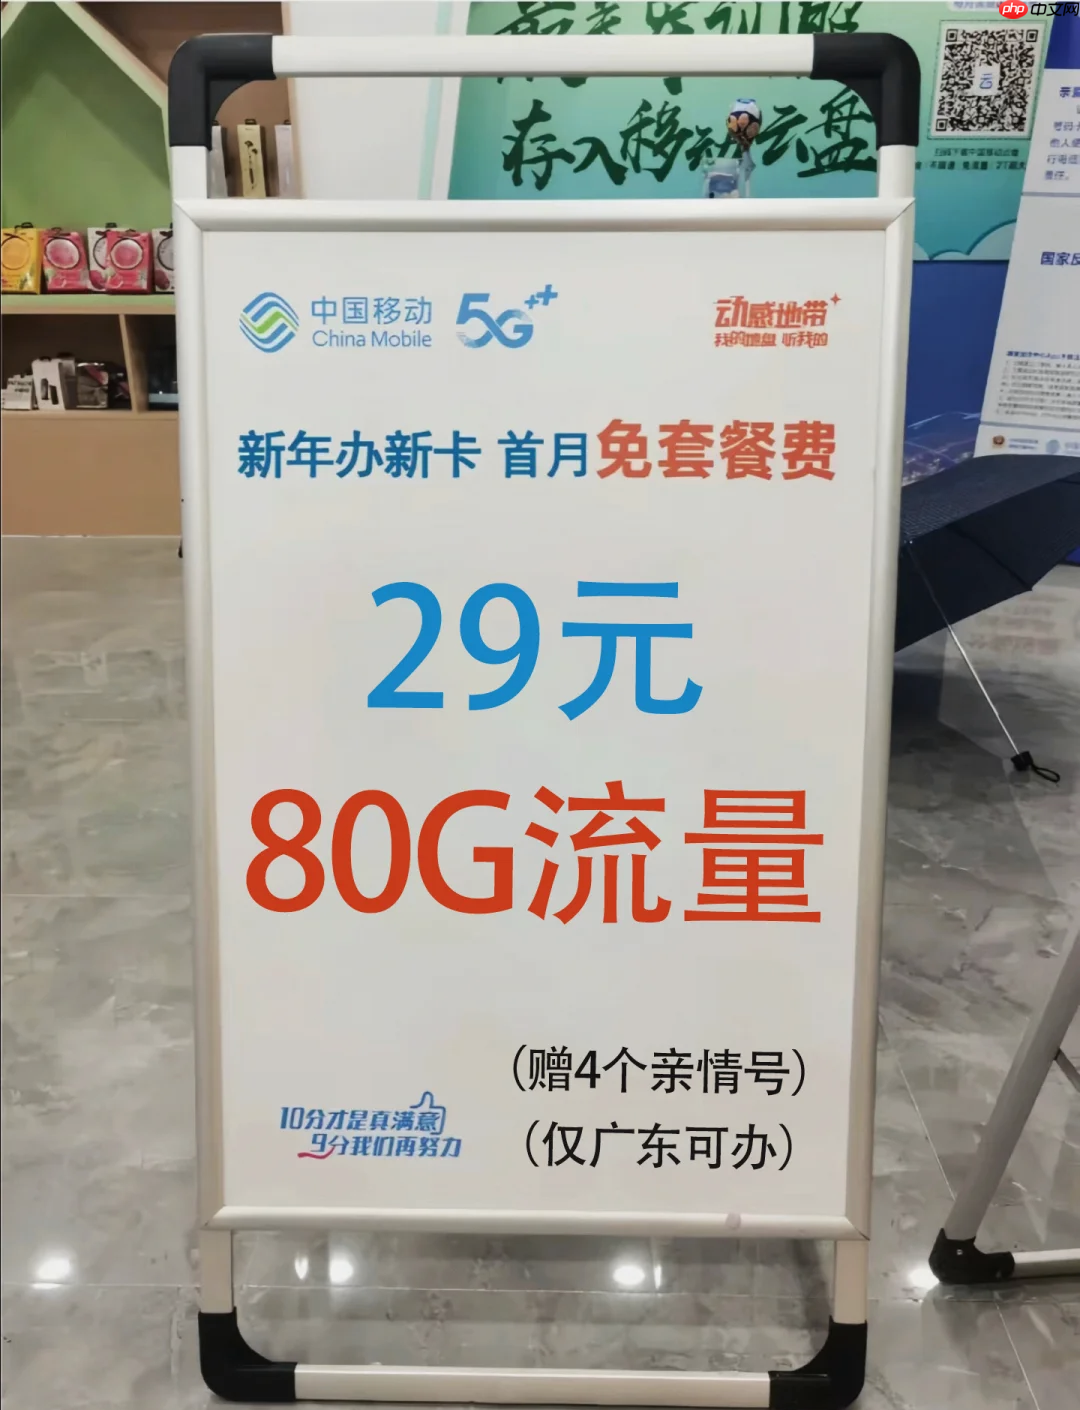 php 中文网
存入移动云盘
云
国家反
中国移动
China Mobile
5G++
动感地带+
我的地盘 听我的
新年办新卡 首月免套餐费
29元
80G流量
(赠4个亲情号)
(仅广东可办)
10分才是真满意
9分我们再努力